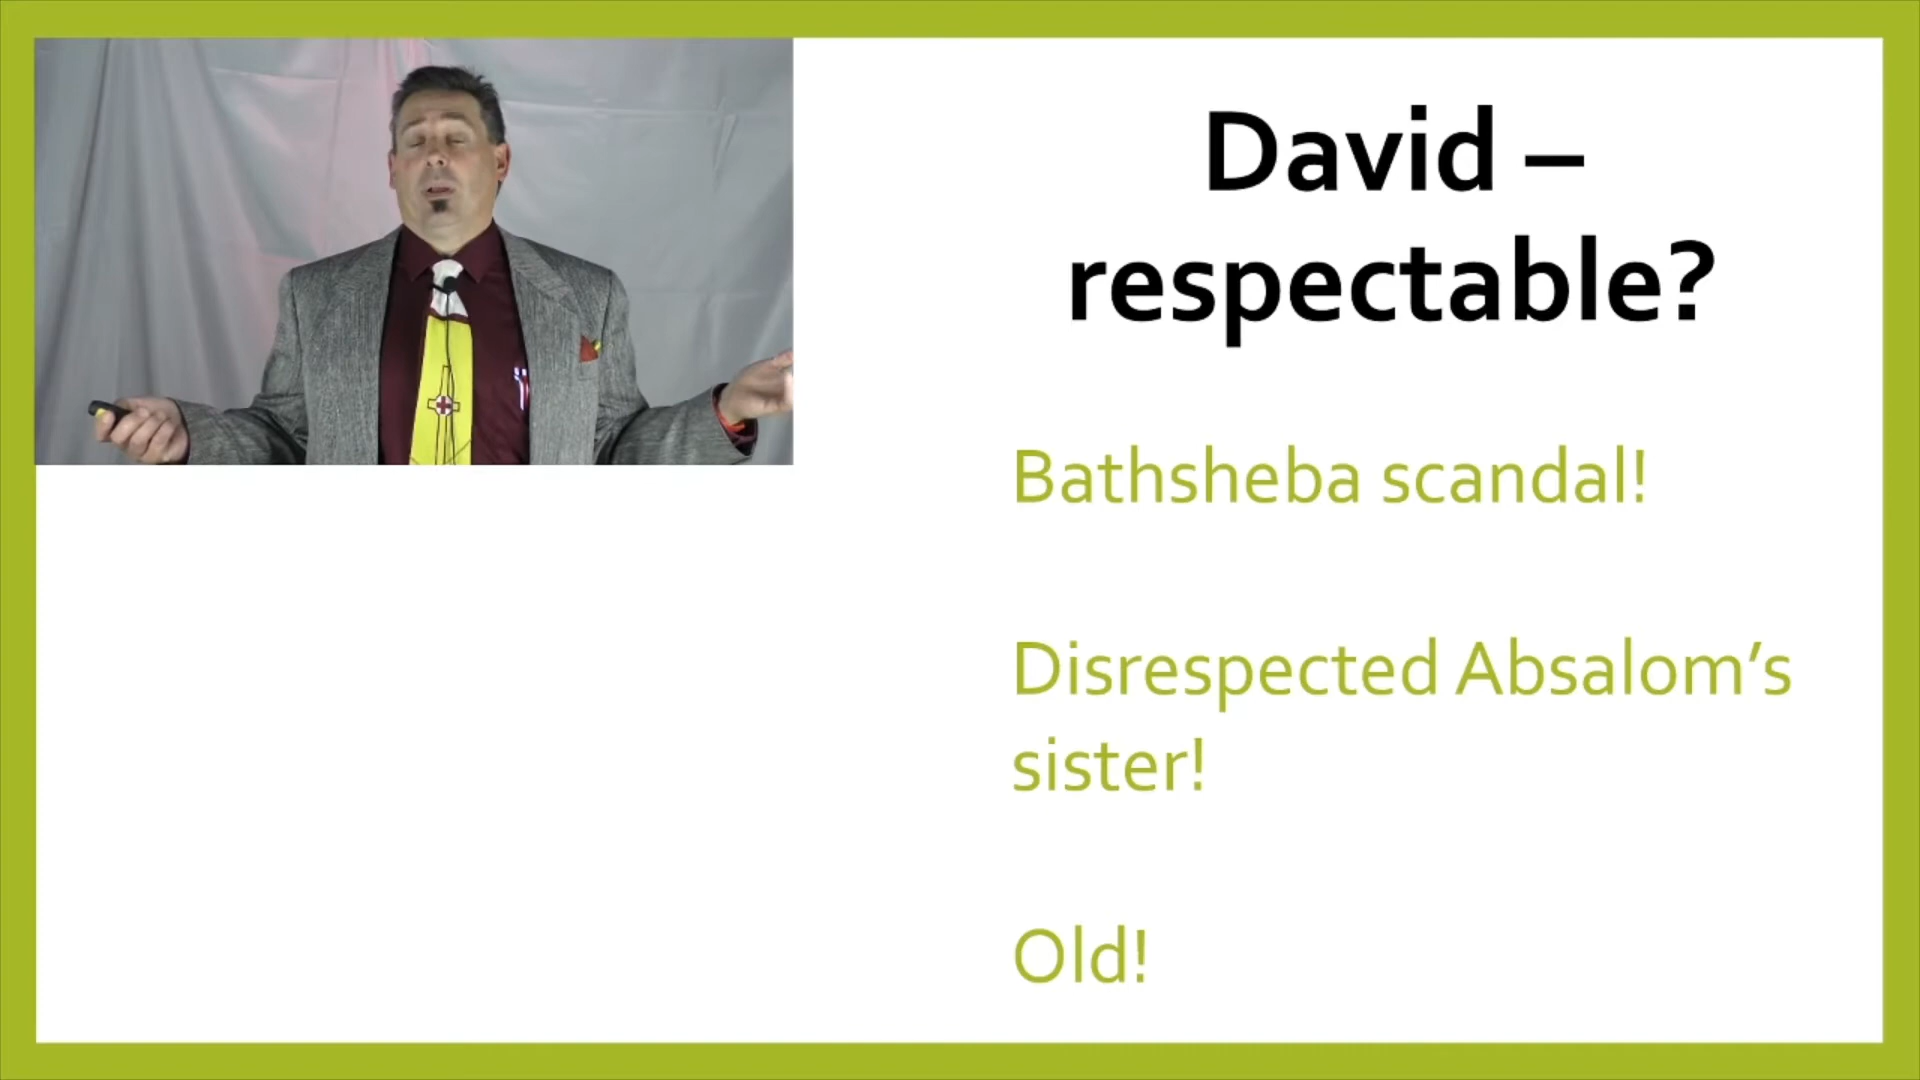 David –
respectable?
Bathsheba scandal!
Disrespected Absalom’s
sister!
Old!